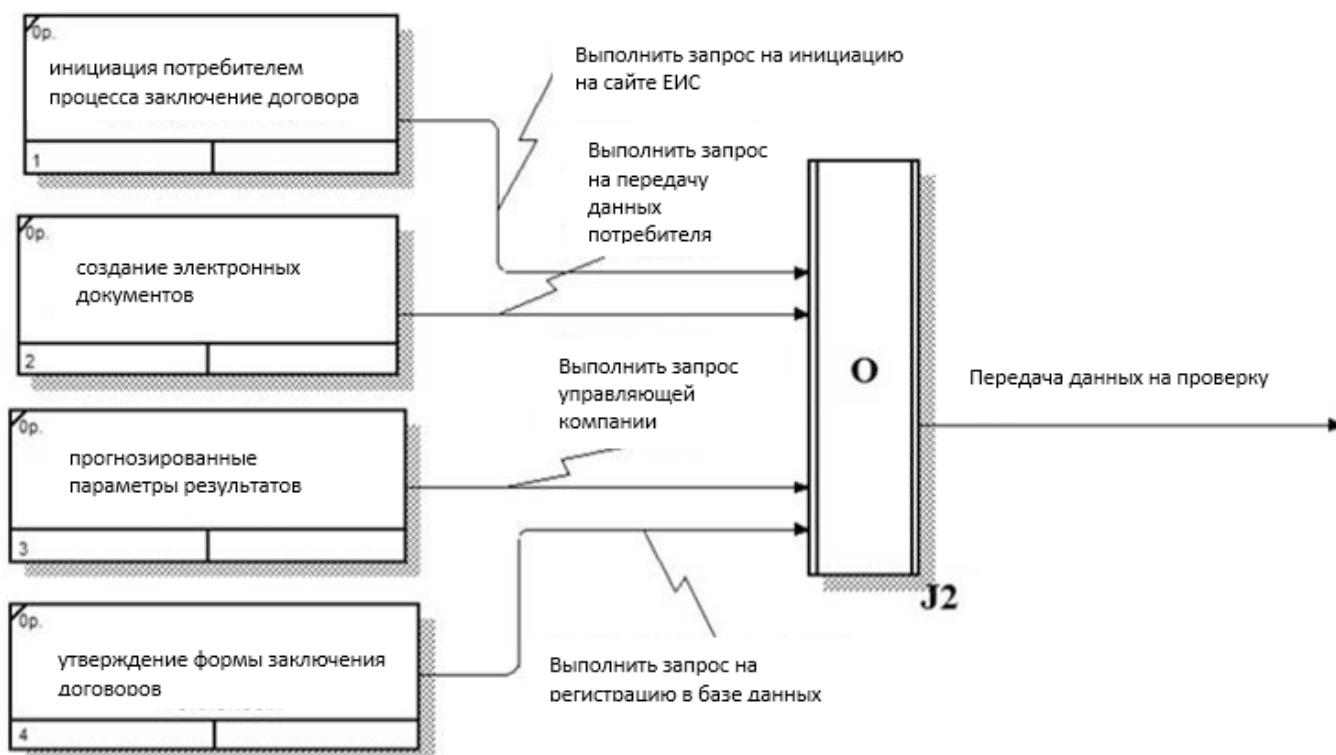 0р.
инициация потребителем
процесса заключение договора
1
Выполнить запрос на инициацию
на сайте ЕИС
Выполнить запрос
на передачу
данных
потребителя
0р.
создание электронных
документов
2
Выполнить запрос
управляющей
компании
0р.
прогнозированные
параметры результатов
3
О
J2
Передача данных на проверку
0р.
утверждение формы заключения
договоров
4
Выполнить запрос на
регистрацию в базе данных